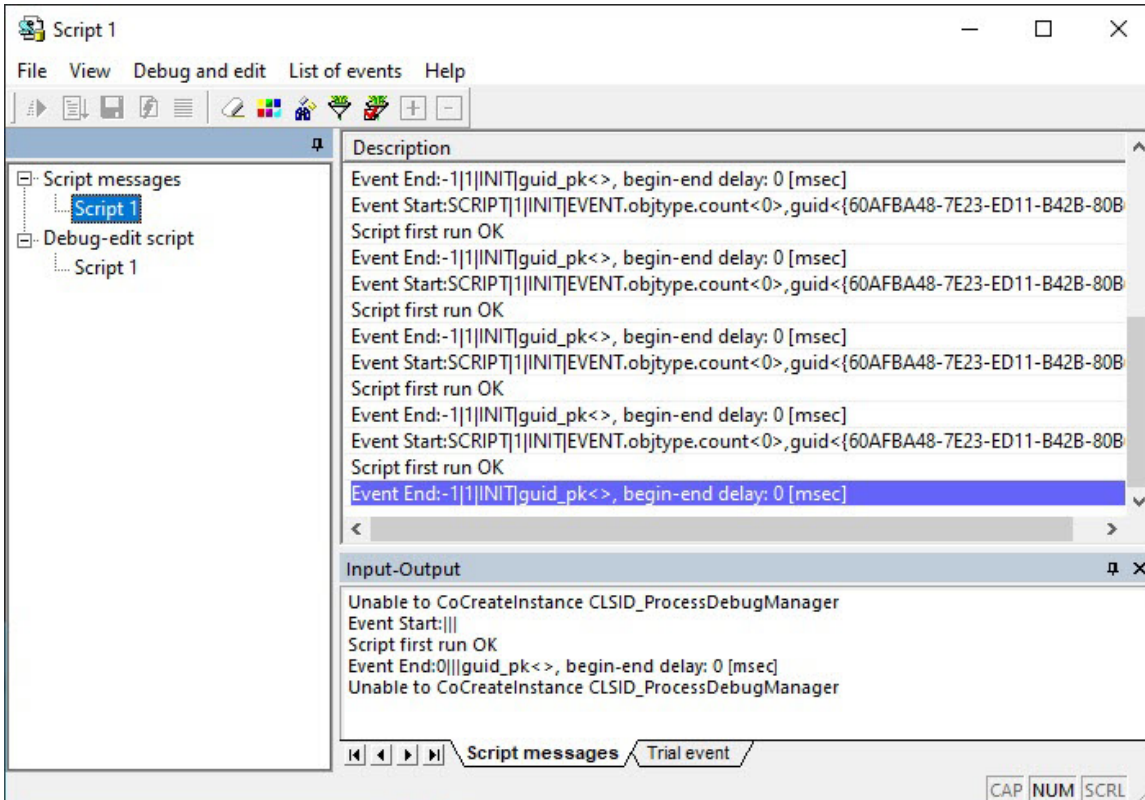 Script 1
File View Debug and edit List of events Help
Description
Script messages
Script 1
Debug-edit script
Script 1
Event End:-1|1|INIT|guid_pk<>, begin-end delay: 0 [msec]
Event Start:SCRIPT|1|INIT|EVENT.objtype.count<0>,guid<{60AFBA48-7E23-ED11-B42B-80B
Script first run OK
Event End:-1|1|INIT|guid_pk<>, begin-end delay: 0 [msec]
Event Start:SCRIPT|1|INIT|EVENT.objtype.count<0>,guid<{60AFBA48-7E23-ED11-B42B-80B
Script first run OK
Event End:-1|1|INIT|guid_pk<>, begin-end delay: 0 [msec]
Event Start:SCRIPT|1|INIT|EVENT.objtype.count<0>,guid<{60AFBA48-7E23-ED11-B42B-80B
Script first run OK
Event End:-1|1|INIT|guid_pk<>, begin-end delay: 0 [msec]
Event Start:SCRIPT|1|INIT|EVENT.objtype.count<0>,guid<{60AFBA48-7E23-ED11-B42B-80B
Script first run OK
Event End:-1|1|INIT|guid_pk<>, begin-end delay: 0 [msec]
Input-Output
Unable to CoCreateInstance CLSID_ProcessDebugManager
Event Start:|||
Script first run OK
Event End:0|||guid_pk<>, begin-end delay: 0 [msec]
Unable to CoCreateInstance CLSID_ProcessDebugManager
Script messages Trial event
CAP NUM SCRL